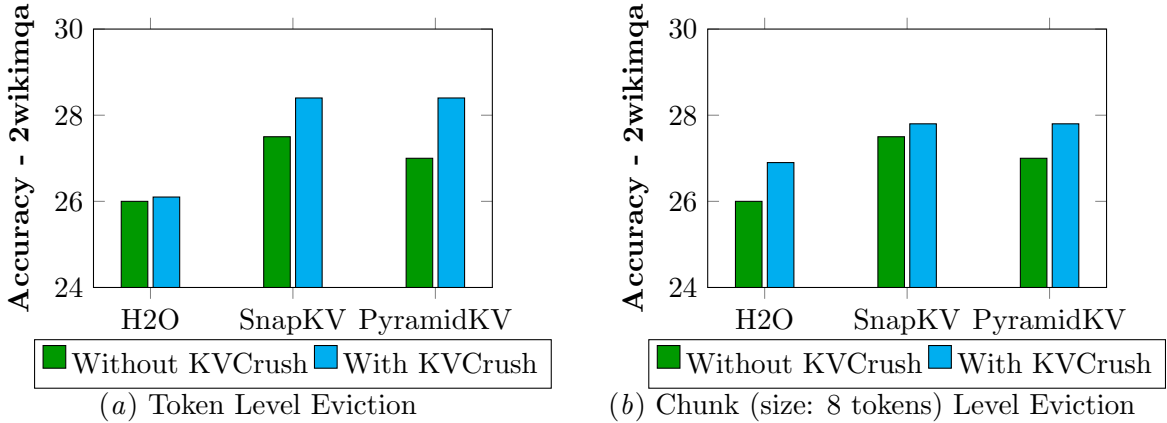 Accuracy - 2wikimqa
30
28
26
24
H2O SnapKV PyramidKV
Without KVCrush With KVCrush
(a) Token Level Eviction
Accuracy - 2wikimqa
30
28
26
24
H2O SnapKV PyramidKV
Without KVCrush With KVCrush
(b) Chunk (size: 8 tokens) Level Eviction